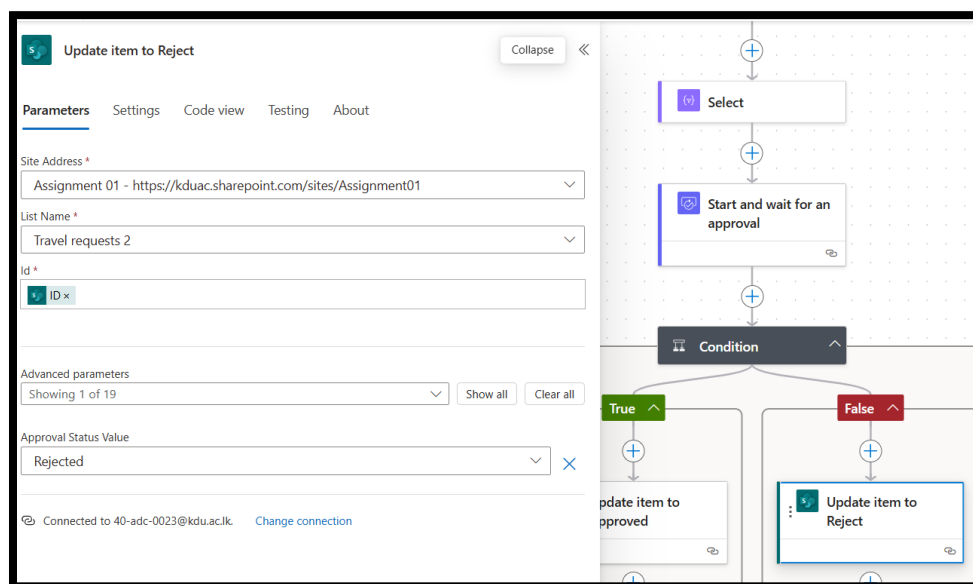 Update item to Reject
Collapse
Parameters
Settings
Code view
Testing
About
Site Address *
Assignment 01 - https://kduac.sharepoint.com/sites/Assignment01
List Name *
Travel requests 2
Id *
ID ×
Advanced parameters
Showing 1 of 19
Show all
Clear all
Approval Status Value
Rejected
Connected to 40-adc-0023@kdu.ac.lk.
Change connection
Select
Start and wait for an
approval
Condition
True
False
pdate item to
pproved
Update item to
Reject